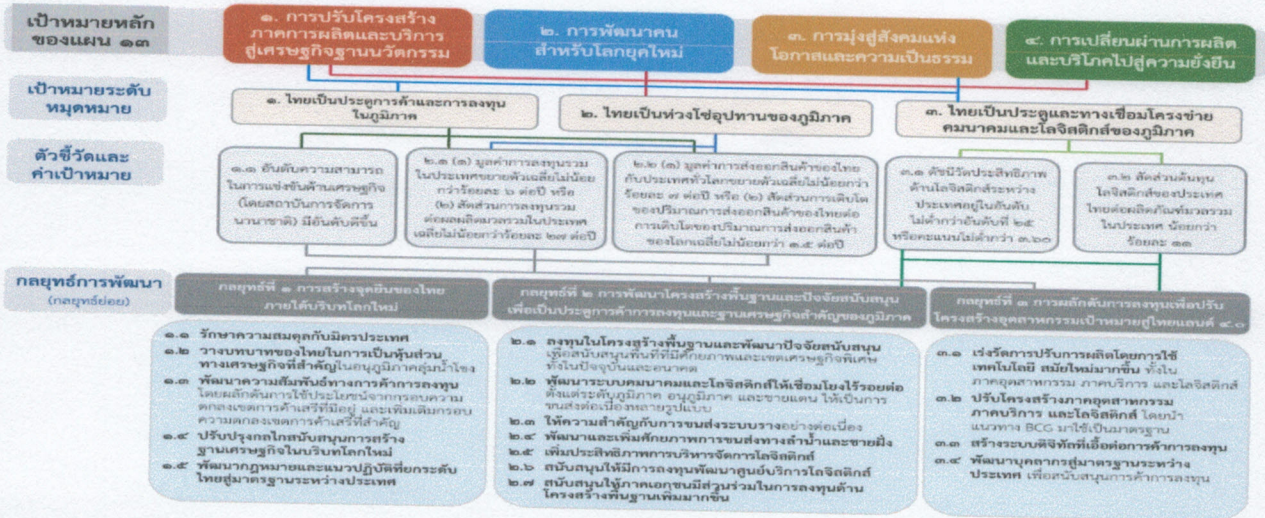 เป้าหมายหลัก
ของแผน ๑๓
๑. การปรับโครงสร้าง
ภาคการผลิตและบริการ
สู่เศรษฐกิจฐานนวัตกรรม
๒. การพัฒนาคน
สำหรับโลกยุคใหม่
๓. การมุ่งสู่สังคมแห่ง
โอกาสและความเป็นธรรม
๔. การเปลี่ยนผ่านการผลิต
และบริโภคไปสู่ความยั่งยืน
เป้าหมายระดับ
หมุดหมาย
๑. ไทยเป็นประตูการค้าและการลงทุน
ในภูมิภาค
๒. ไทยเป็นห่วงโซ่อุปทานของภูมิภาค
๓. ไทยเป็นประตูและทางเชื่อมโครงข่าย
คมนาคมและโลจิสติกส์ของภูมิภาค
ตัวชี้วัดและ
ค่าเป้าหมาย
๑.๑ อันดับความสามารถ
ในการแข่งขันด้านเศรษฐกิจ
(โดยสถาบันการจัดการ
นานาชาติ) มีอันดับดีขึ้น
๒.๑ (๑) มูลค่าการลงทุนรวม
ในประเทศขยายตัวเฉลี่ยไม่น้อย
กว่าร้อยละ ๖ ต่อปี หรือ
(๒) สัดส่วนการลงทุนรวม
ต่อผลผลิตมวลรวมในประเทศ
เฉลี่ยไม่น้อยกว่าร้อยละ ๒๗ ต่อปี
๒.๒ (๑) มูลค่าการส่งออกสินค้าของไทย
กับประเทศทั่วโลกขยายตัวเฉลี่ยไม่น้อยกว่า
ร้อยละ ๗ ต่อปี หรือ (๒) สัดส่วนการเติบโต
ของปริมาณการส่งออกสินค้าของไทยต่อ
การเติบโตของปริมาณการส่งออกสินค้า
ของโลกเฉลี่ยไม่น้อยกว่า ๑.๕ ต่อปี
๓.๑ ดัชนีวัดประสิทธิภาพ
ด้านโลจิสติกส์ระหว่าง
ประเทศอยู่ในอันดับ
ไม่ต่ำกว่าอันดับที่ ๒๕
หรือคะแนนไม่ต่ำกว่า ๓.๖๐
๓.๒ สัดส่วนต้นทุน
โลจิสติกส์ของประเทศ
ไทยต่อผลิตภัณฑ์มวลรวม
ในประเทศ น้อยกว่า
ร้อยละ ๑๑
กลยุทธ์การพัฒนา
(กลยุทธ์ย่อย)
กลยุทธ์ที่ ๑ การสร้างจุดยืนของไทย
ภายใต้บริบทโลกใหม่
กลยุทธ์ที่ ๒ การพัฒนาโครงสร้างพื้นฐานและปัจจัยสนับสนุน
เพื่อเป็นประตูการค้าการลงทุนและฐานเศรษฐกิจสำคัญของภูมิภาค
กลยุทธ์ที่ ๓ การผลักดันการลงทุนเพื่อปรับ
โครงสร้างอุตสาหกรรมเป้าหมายสู่ไทยแลนด์ ๔.๐
๑.๑ รักษาความสมดุลกับมิตรประเทศ
๑.๒ วางบทบาทของไทยในการเป็นหุ้นส่วน
ทางเศรษฐกิจที่สำคัญในอนุภูมิภาคลุ่มน้ำโขง
๑.๓ พัฒนาความสัมพันธ์ทางการค้าการลงทุน
โดยผลักดันการใช้ประโยชน์จากกรอบความ
ตกลงเขตการค้าเสรีที่มีอยู่ และเพิ่มเติมกรอบ
ความตกลงเขตการค้าเสรีที่สำคัญ
๑.๔ ปรับปรุงกลไกสนับสนุนการสร้าง
ฐานเศรษฐกิจในบริบทโลกใหม่
๑.๕ พัฒนากฎหมายและแนวปฏิบัติที่ยกระดับ
ไทยสู่มาตรฐานระหว่างประเทศ
๒.๑ ลงทุนในโครงสร้างพื้นฐานและพัฒนาปัจจัยสนับสนุน
เพื่อสนับสนุนพื้นที่ที่มีศักยภาพและเขตเศรษฐกิจพิเศษ
ทั้งในปัจจุบันและอนาคต
๒.๒ พัฒนาระบบคมนาคมและโลจิสติกส์ให้เชื่อมโยงไร้รอยต่อ
ตั้งแต่ระดับภูมิภาค อนุภูมิภาค และชายแดน ให้เป็นการ
ขนส่งต่อเนื่องหลายรูปแบบ
๒.๓ ให้ความสำคัญกับการขนส่งระบบรางอย่างต่อเนื่อง
๒.๔ พัฒนาและเพิ่มศักยภาพการขนส่งทางลำน้ำและชายฝั่ง
๒.๕ เพิ่มประสิทธิภาพการบริหารจัดการโลจิสติกส์
๒.๖ สนับสนุนให้มีการลงทุนพัฒนาศูนย์บริการโลจิสติกส์
๒.๗ สนับสนุนให้ภาคเอกชนมีส่วนร่วมในการลงทุนด้าน
โครงสร้างพื้นฐานเพิ่มมากขึ้น
๓.๑ เร่งรัดการปรับการผลิตโดยการใช้
เทคโนโลยี สมัยใหม่มากขึ้น ทั้งใน
ภาคอุตสาหกรรม ภาคบริการ และโลจิสติกส์
๓.๒ ปรับโครงสร้างภาคอุตสาหกรรม
ภาคบริการ และโลจิสติกส์ โดยนำ
แนวทาง BCG มาใช้เป็นมาตรฐาน
๓.๓ สร้างระบบดิจิทัลที่เอื้อต่อการค้าการลงทุน
๓.๔ พัฒนาบุคลากรสู่มาตรฐานระหว่าง
ประเทศ เพื่อสนับสนุนการค้าการลงทุน